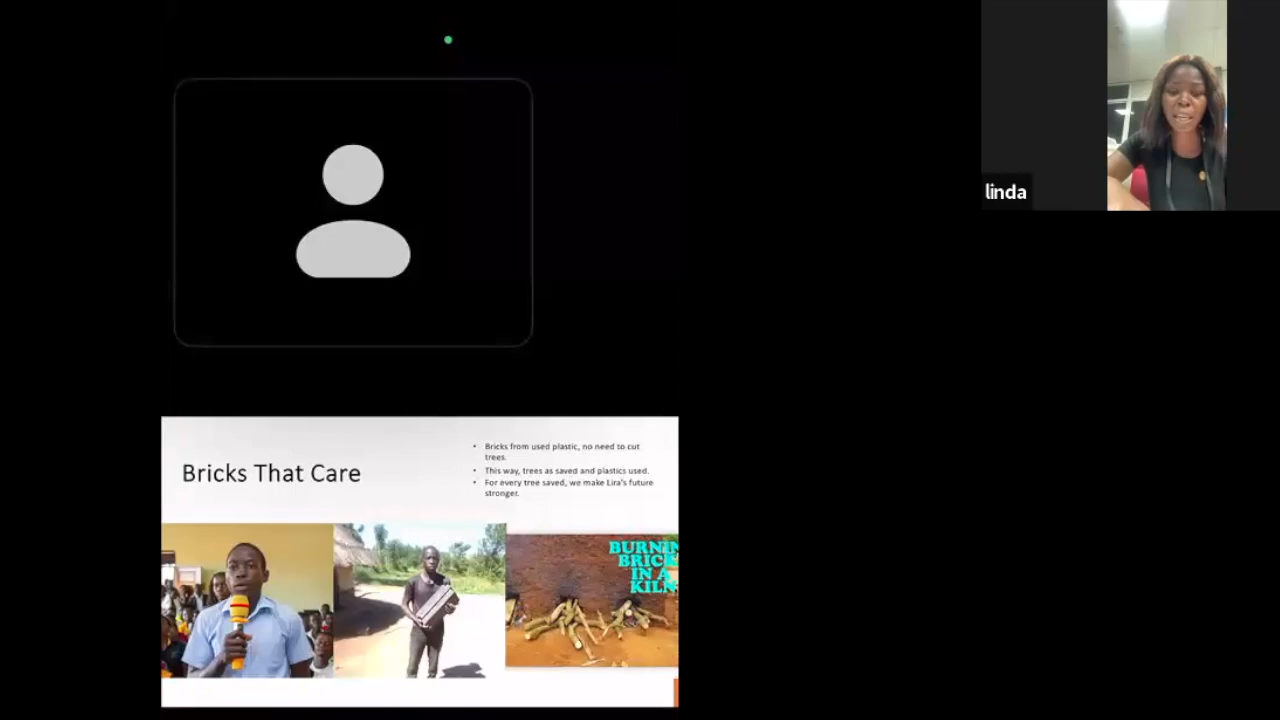 linda
Bricks That Care
• Bricks from used plastic, no need to cut
trees.
• This way, trees as saved and plastics used.
• For every tree saved, we make Lira's future
stronger.
BURNIN
BRICK
IN A
KILN